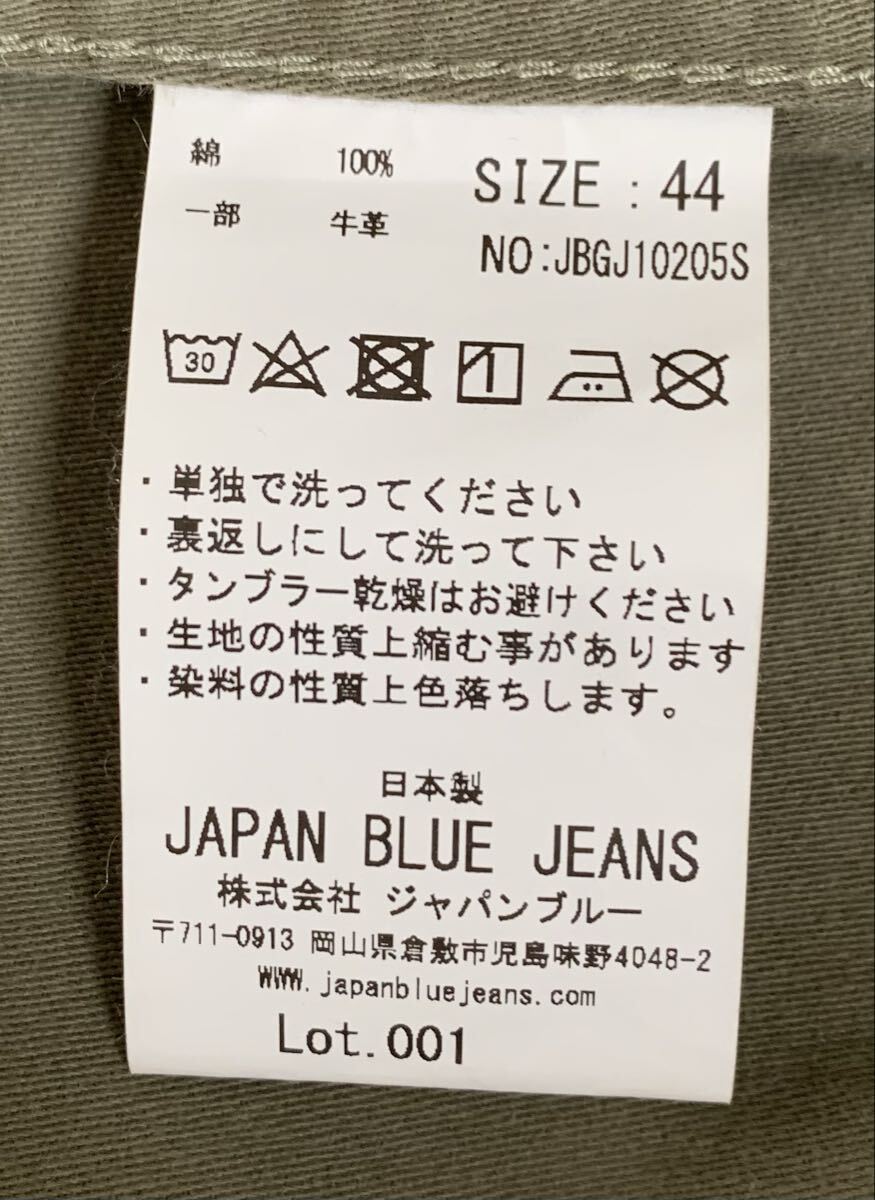 綿 100%
一部 牛革
SIZE : 44
NO:JBGJ10205S
30
・単独で洗ってください
・裏返しにして洗って下さい
・タンブラー乾燥はお避けください
・生地の性質上縮む事があります
・染料の性質上色落ちします。
日本製
JAPAN BLUE JEANS
株式会社 ジャパンブルー
〒711-0913 岡山県倉敷市児島味野4048-2
www.japanbluejeans.com
Lot.001